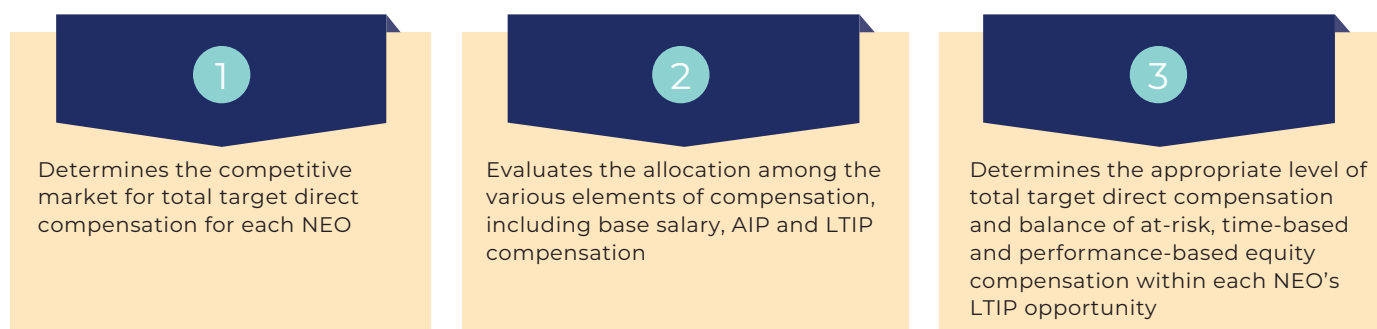 1
Determines the competitive
market for total target direct
compensation for each NEO
2
Evaluates the allocation among the
various elements of compensation,
including base salary, AIP and LTIP
compensation
3
Determines the appropriate level of
total target direct compensation
and balance of at-risk, time-based
and performance-based equity
compensation within each NEO’s
LTIP opportunity